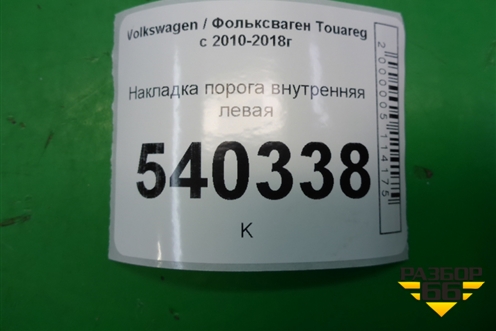 Volkswagen / Фольксваген Touareg
с 2010-2018г
Накладка порога внутренняя
левая
540338
К
2000005114175
РАЗБОР
66